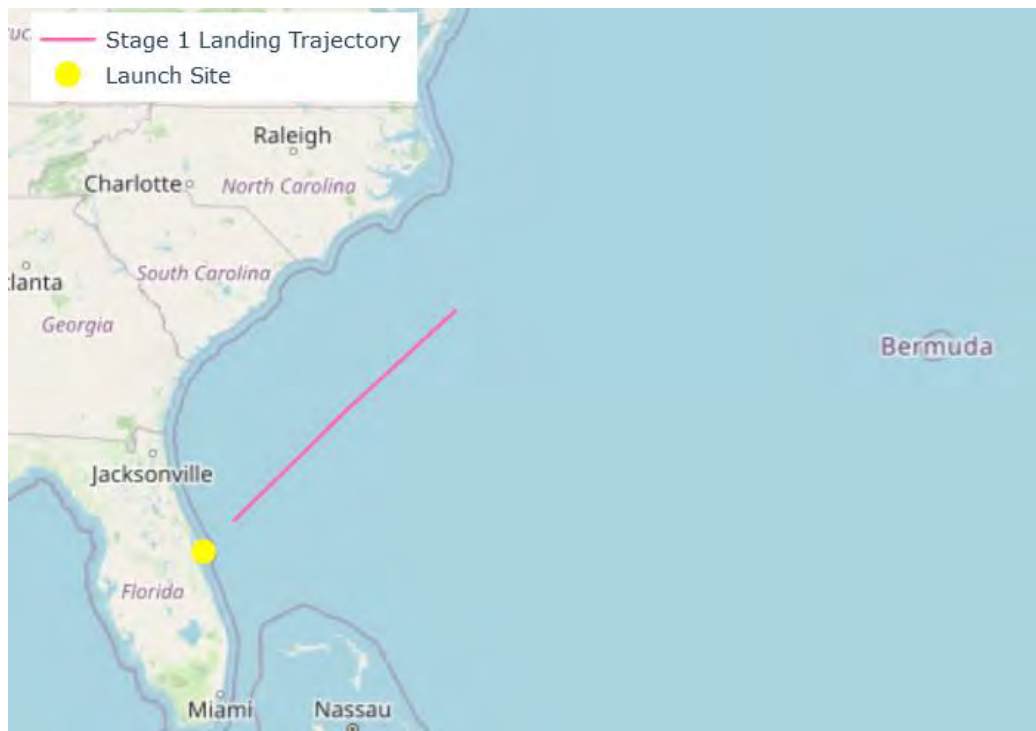 Stage 1 Landing Trajectory
Launch Site
Raleigh
Charlotte
North Carolina
South Carolina
Georgia
Bermuda
Jacksonville
Florida
Miami
Nassau